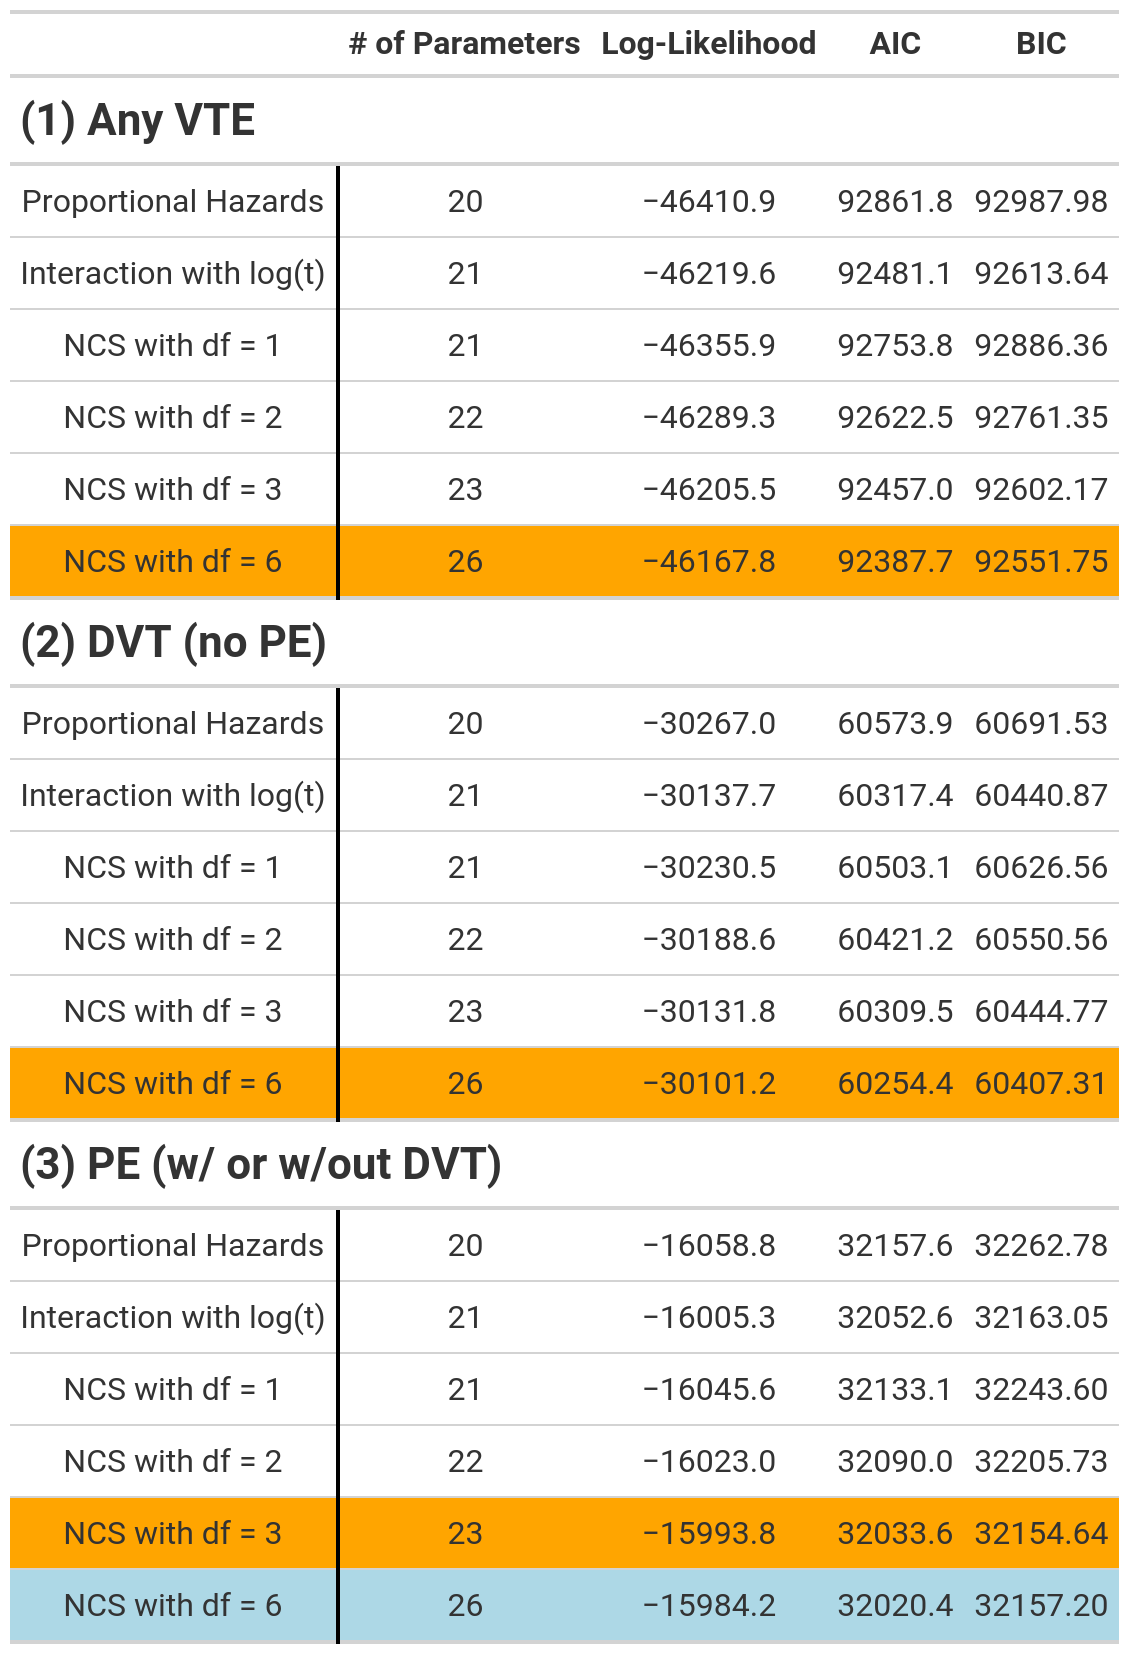 # of Parameters Log-Likelihood AIC BIC
(1) Any VTE
Proportional Hazards 20 −46410.9 92861.8 92987.98
Interaction with log(t) 21 −46219.6 92481.1 92613.64
NCS with df = 1 21 −46355.9 92753.8 92886.36
NCS with df = 2 22 −46289.3 92622.5 92761.35
NCS with df = 3 23 −46205.5 92457.0 92602.17
NCS with df = 6 26 −46167.8 92387.7 92551.75
(2) DVT (no PE)
Proportional Hazards 20 −30267.0 60573.9 60691.53
Interaction with log(t) 21 −30137.7 60317.4 60440.87
NCS with df = 1 21 −30230.5 60503.1 60626.56
NCS with df = 2 22 −30188.6 60421.2 60550.56
NCS with df = 3 23 −30131.8 60309.5 60444.77
NCS with df = 6 26 −30101.2 60254.4 60407.31
(3) PE (w/ or w/out DVT)
Proportional Hazards 20 −16058.8 32157.6 32262.78
Interaction with log(t) 21 −16005.3 32052.6 32163.05
NCS with df = 1 21 −16045.6 32133.1 32243.60
NCS with df = 2 22 −16023.0 32090.0 32205.73
NCS with df = 3 23 −15993.8 32033.6 32154.64
NCS with df = 6 26 −15984.2 32020.4 32157.20